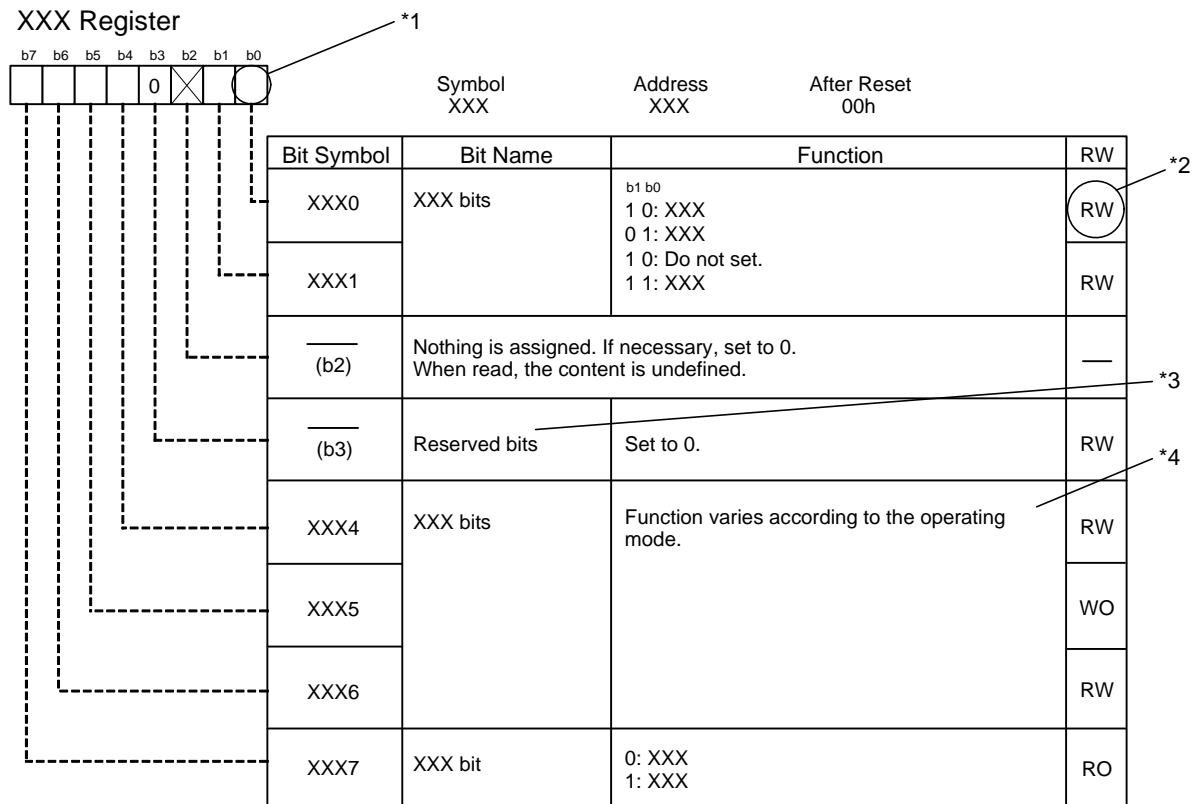 XXX Register
*1
b7 b6 b5 b4 b3 b2 b1 b0
0
Symbol Address After Reset
XXX XXX 00h
Bit Symbol Bit Name Function RW
*2
XXX0 XXX bits b1 b0
1 0: XXX
0 1: XXX
1 0: Do not set.
1 1: XXX
RW
XXX1 RW
(b2) Nothing is assigned. If necessary, set to 0.
When read, the content is undefined.
—
*3
(b3) Reserved bits Set to 0. RW
*4
XXX4 XXX bits Function varies according to the operating
mode.
RW
XXX5 WO
XXX6 RW
XXX7 XXX bit 0: XXX
1: XXX
RO